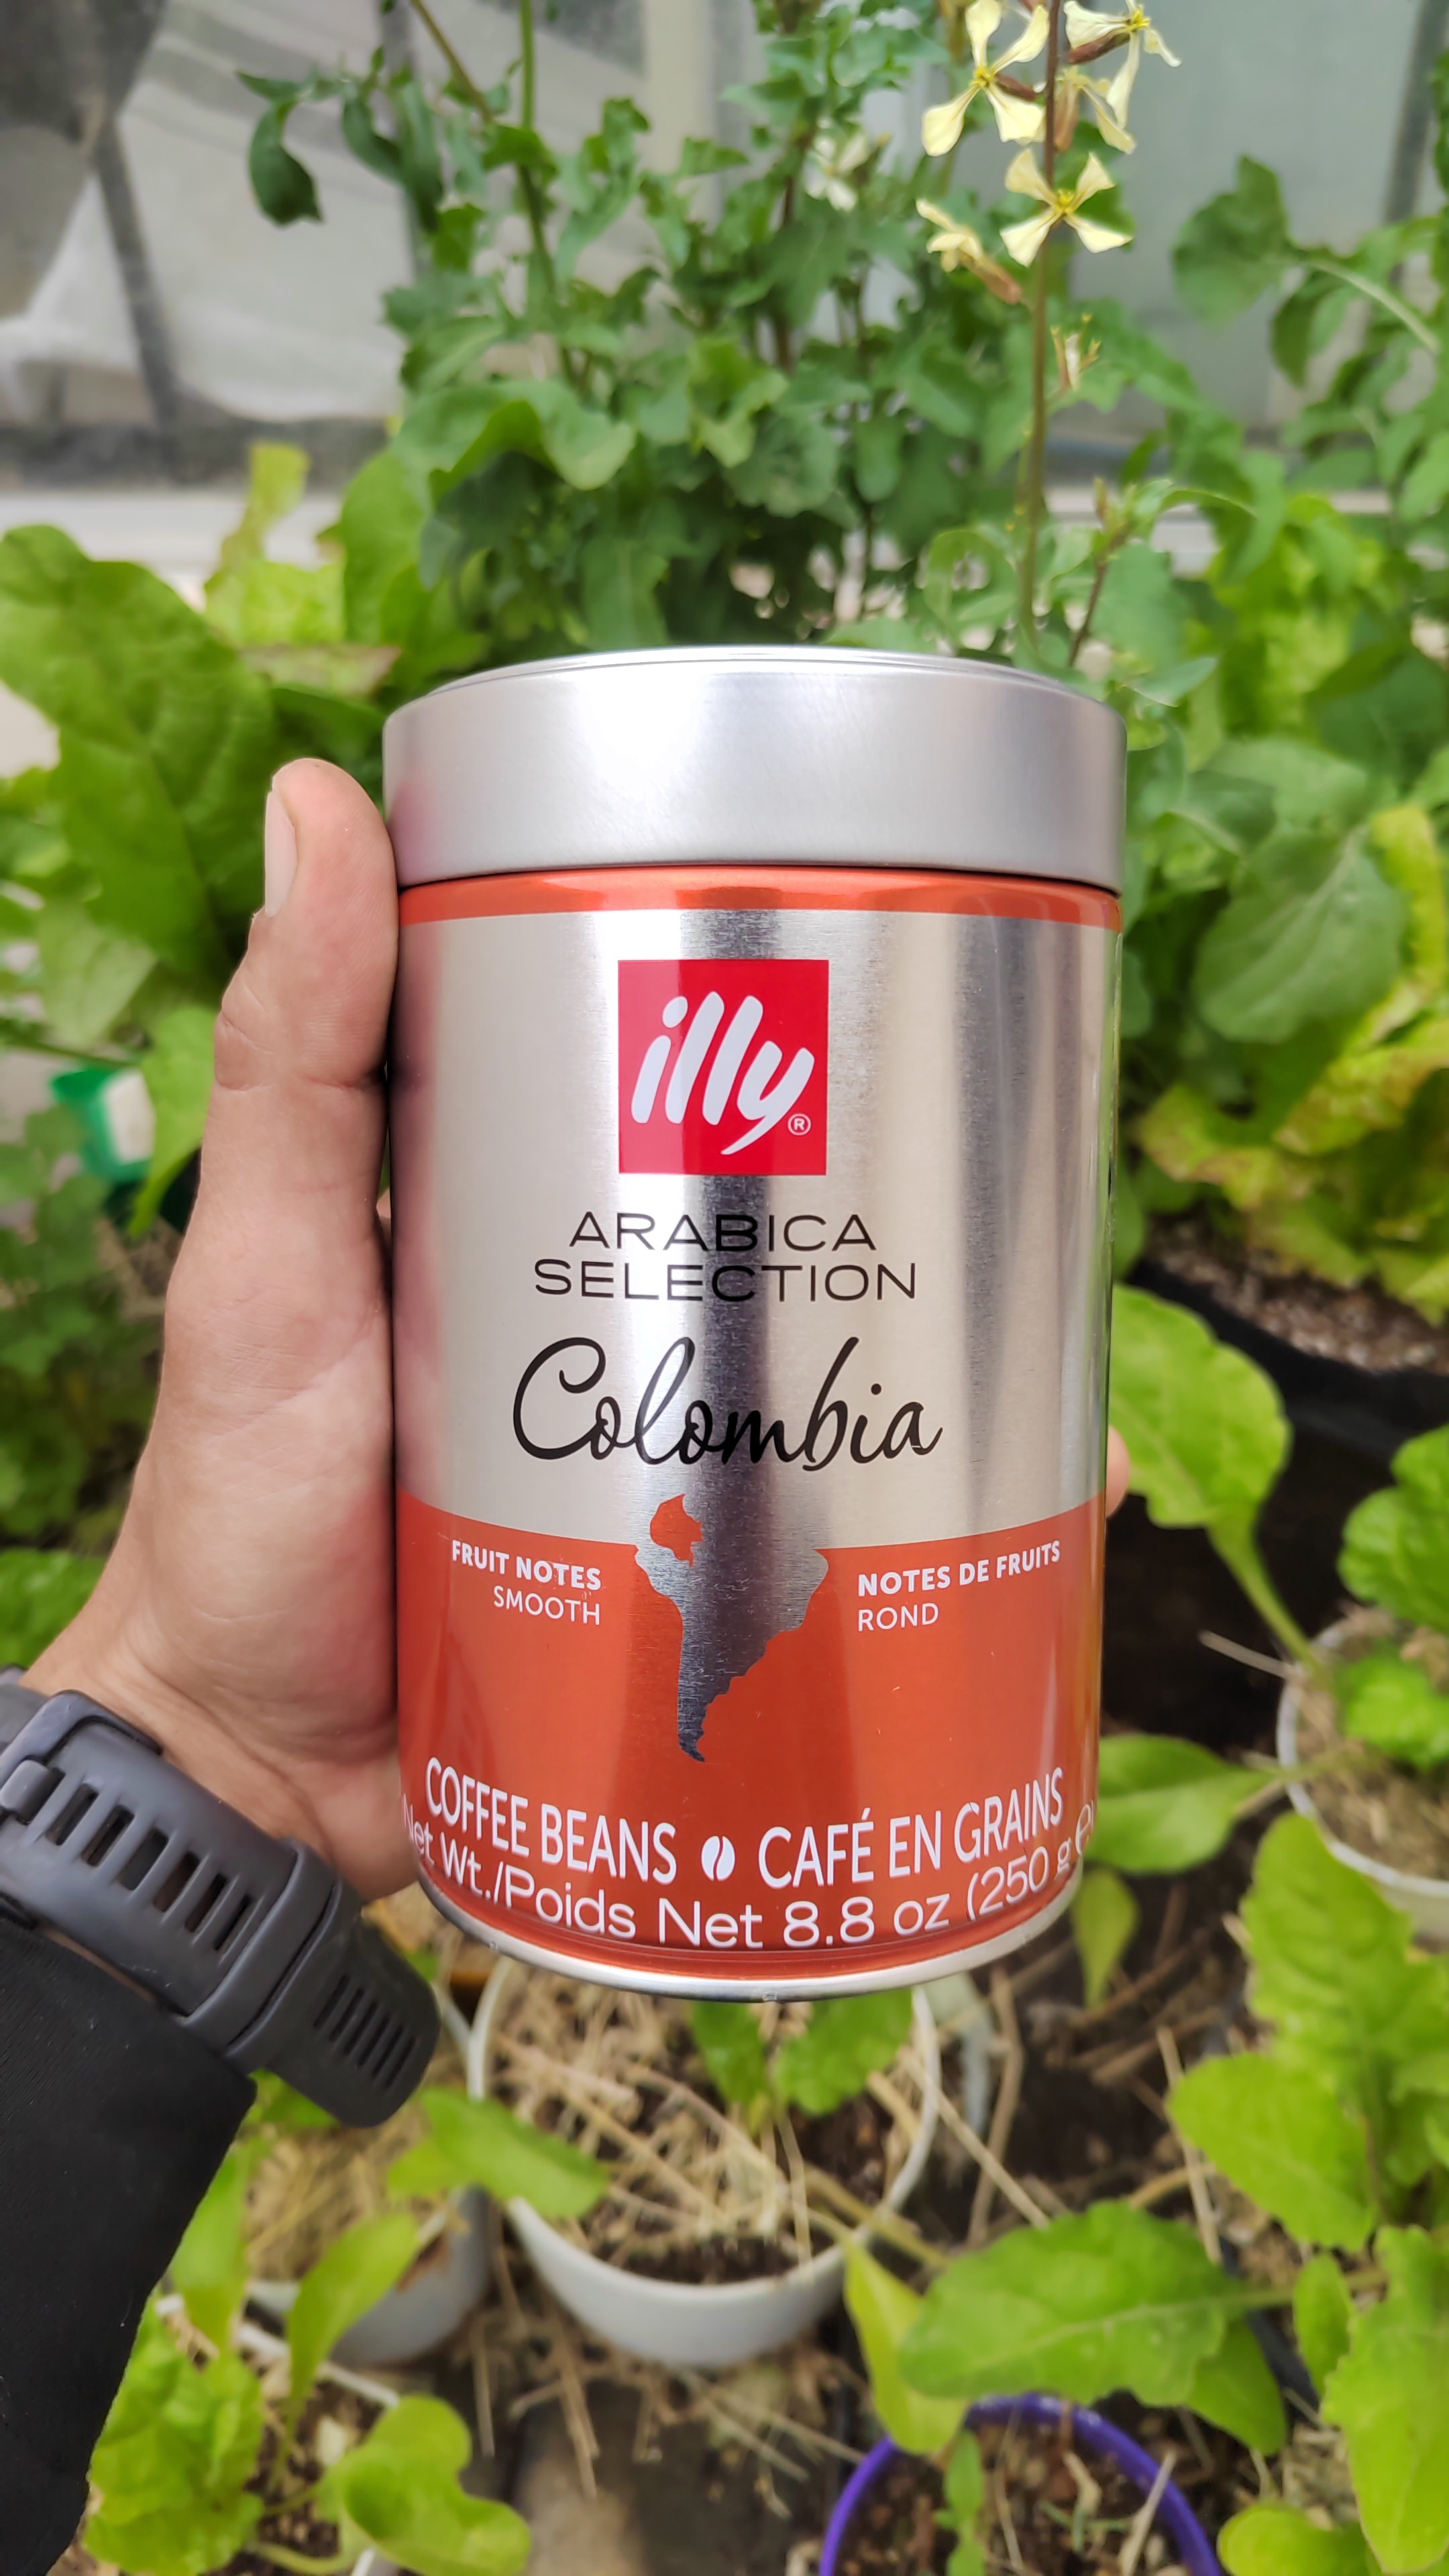 illy®
ARABICA
SELECTION
Colombia
FRUIT NOTES
SMOOTH
NOTES DE FRUITS
ROND
COFFEE BEANS CAFÉ EN GRAINS
Net Wt./Poids Net 8.8 oz (250 g e